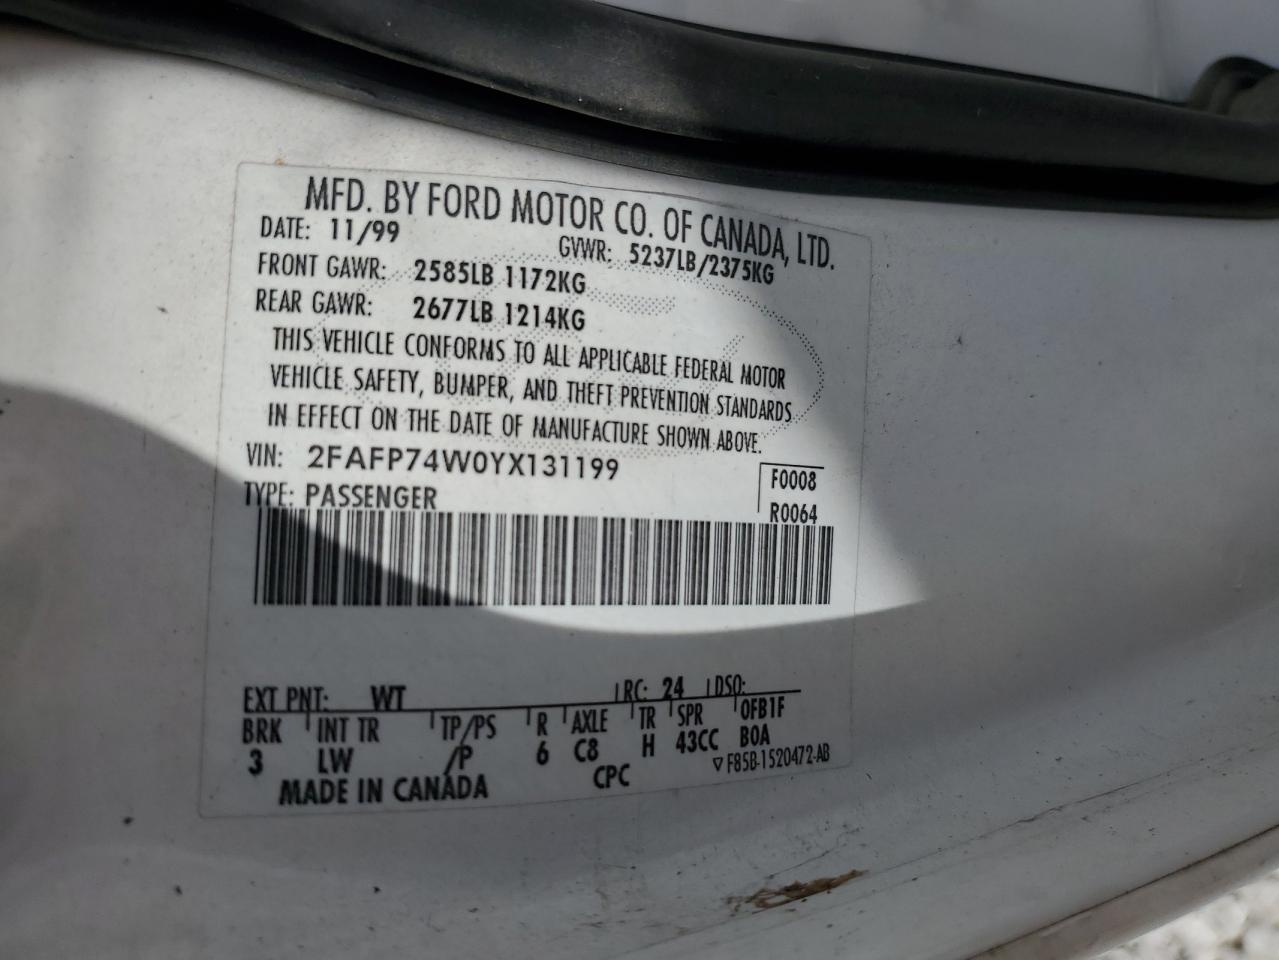 MFD. BY FORD MOTOR CO. OF CANADA, LTD.
DATE: 11/99
GVWR: 5237LB/2375KG
FRONT GAWR: 2585LB 1172KG
REAR GAWR: 2677LB 1214KG
THIS VEHICLE CONFORMS TO ALL APPLICABLE FEDERAL MOTOR
VEHICLE SAFETY, BUMPER, AND THEFT PREVENTION STANDARDS
IN EFFECT ON THE DATE OF MANUFACTURE SHOWN ABOVE.
VIN: 2FAFP74W0YX131199
F0008
TYPE: PASSENGER
R0064
EXT PNT: WT RC: 24 DSO:
BRK INT TR TP/PS R AXLE TR SPR 0FB1F
3 LW /P 6 C8 H 43CC B0A
▽ F85B-1520472-AB
MADE IN CANADA CPC